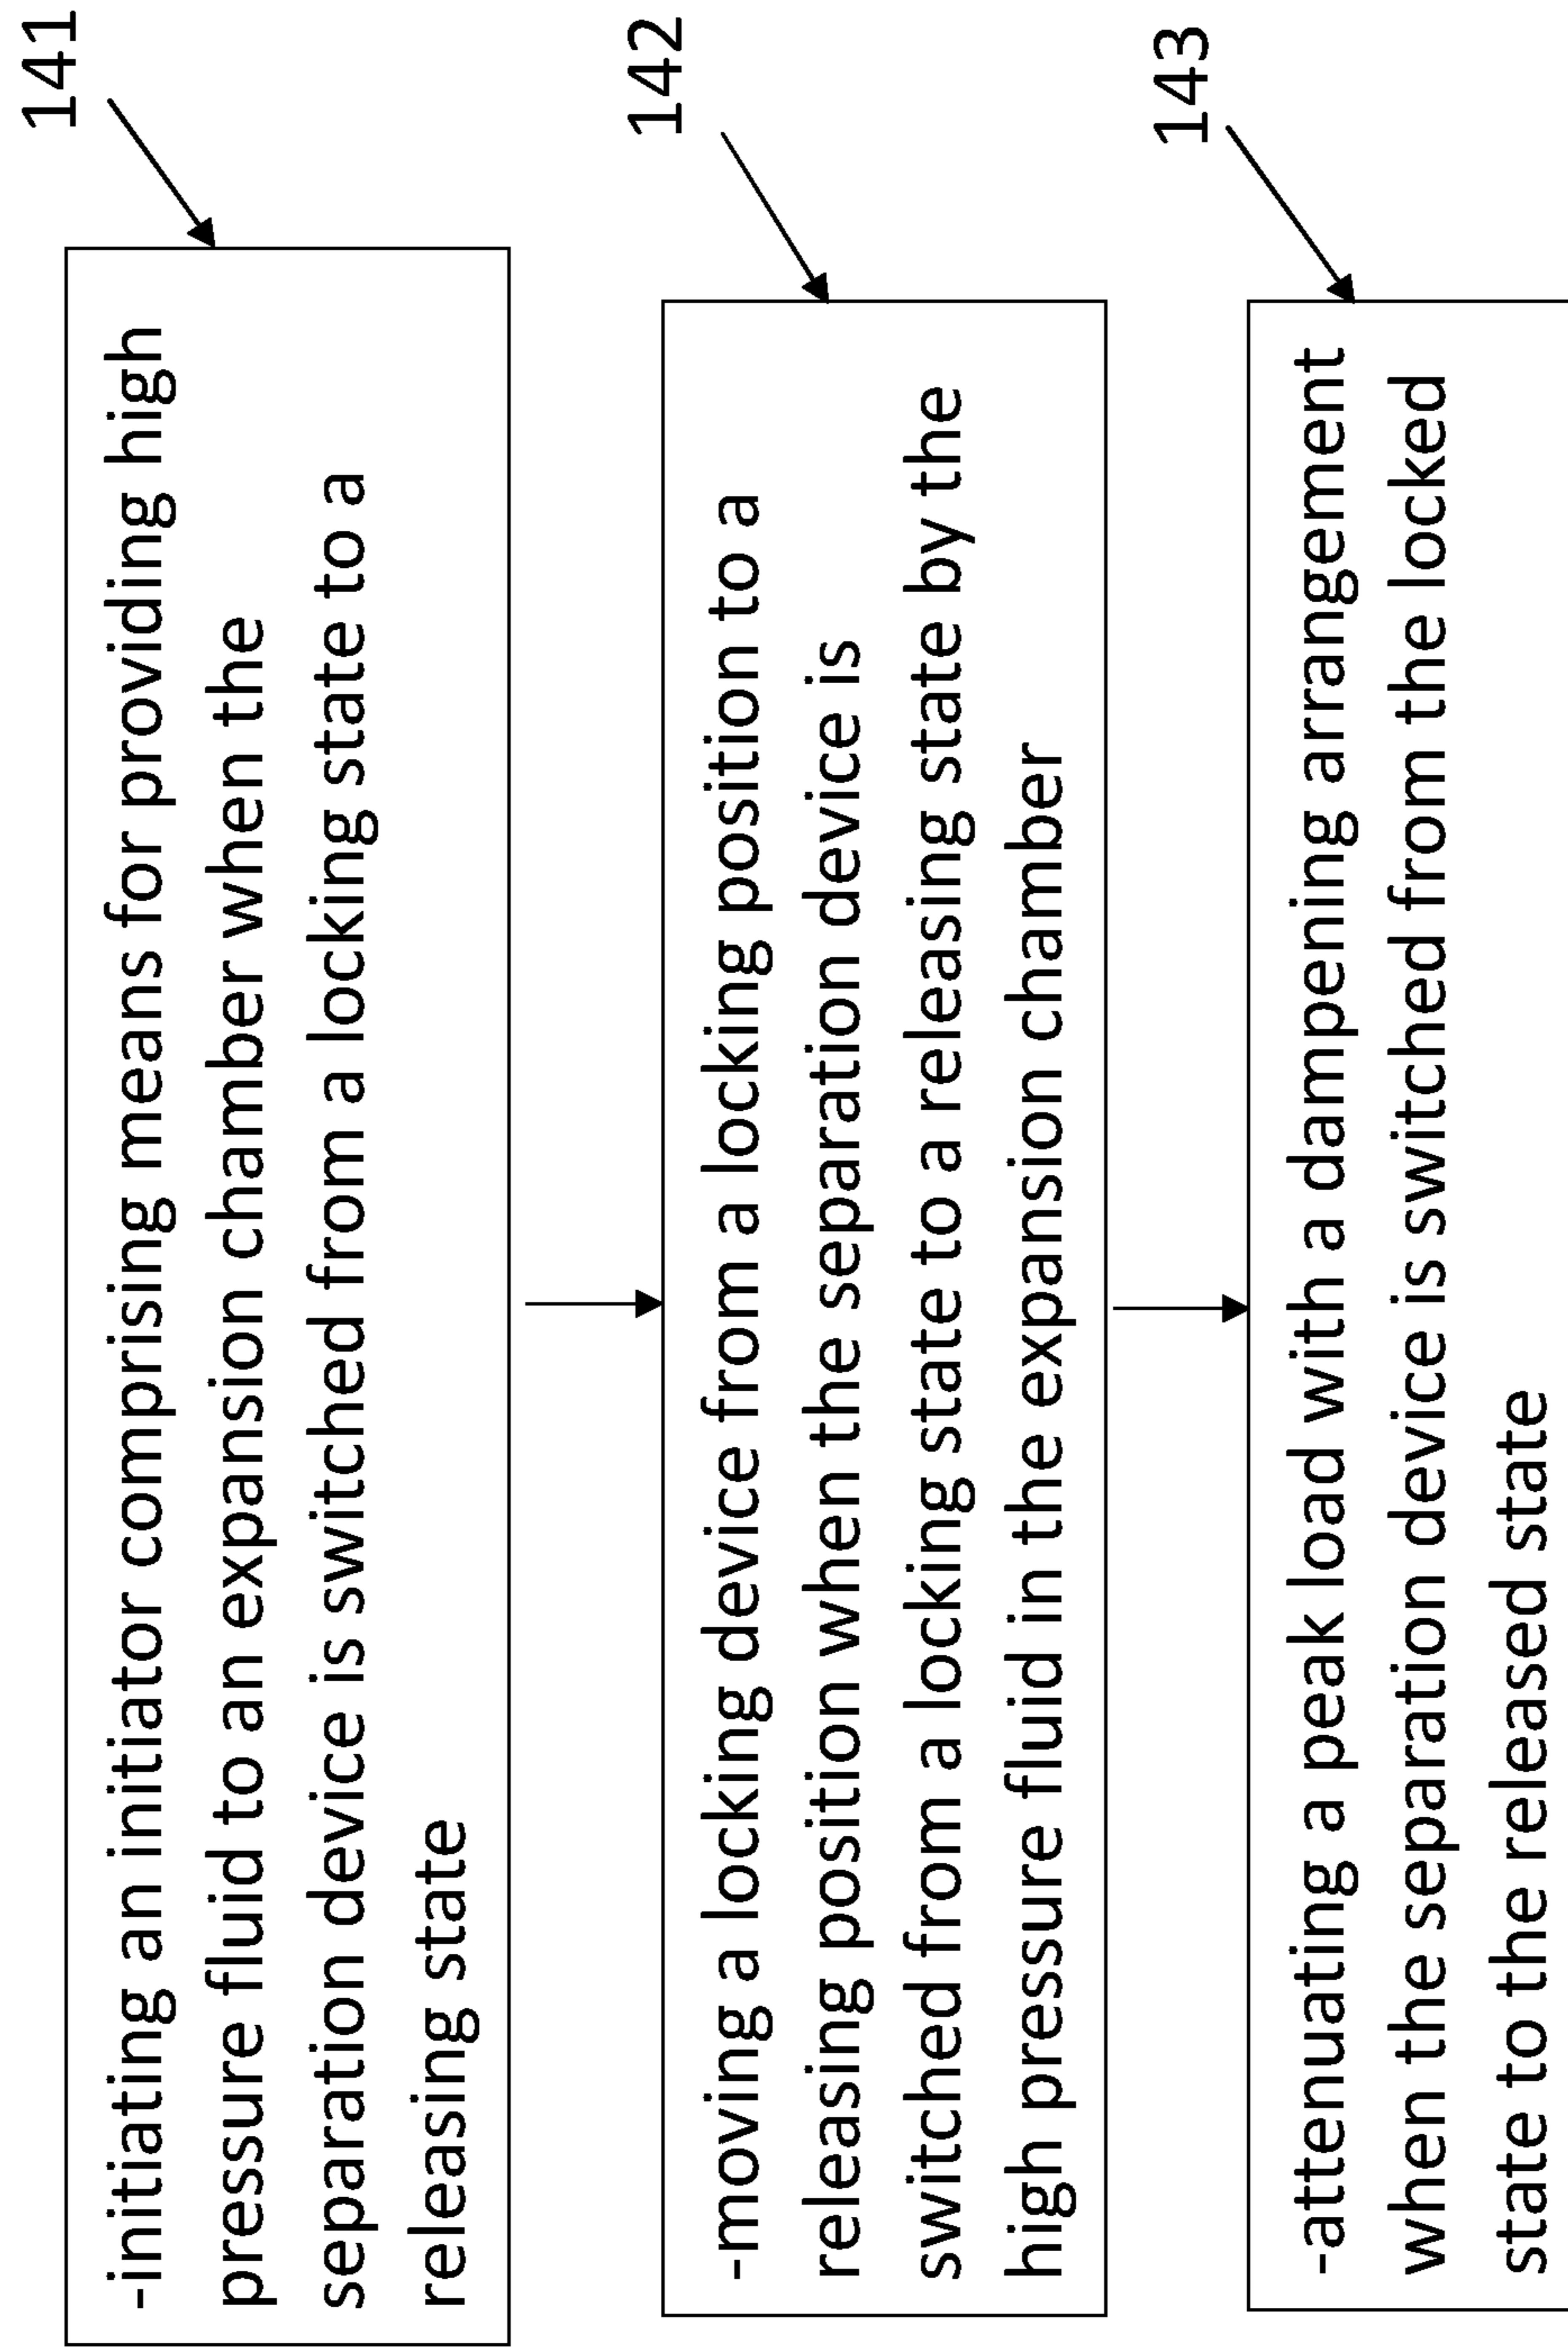 141
-initiating an initiator comprising means for providing high
pressure fluid to an expansion chamber when the
separation device is switched from a locking state to a
releasing state
142
-moving a locking device from a locking position to a
releasing position when the separation device is
switched from a locking state to a releasing state by the
high pressure fluid in the expansion chamber
143
-attenuating a peak load with a dampening arrangement
when the separation device is switched from the locked
state to the released state